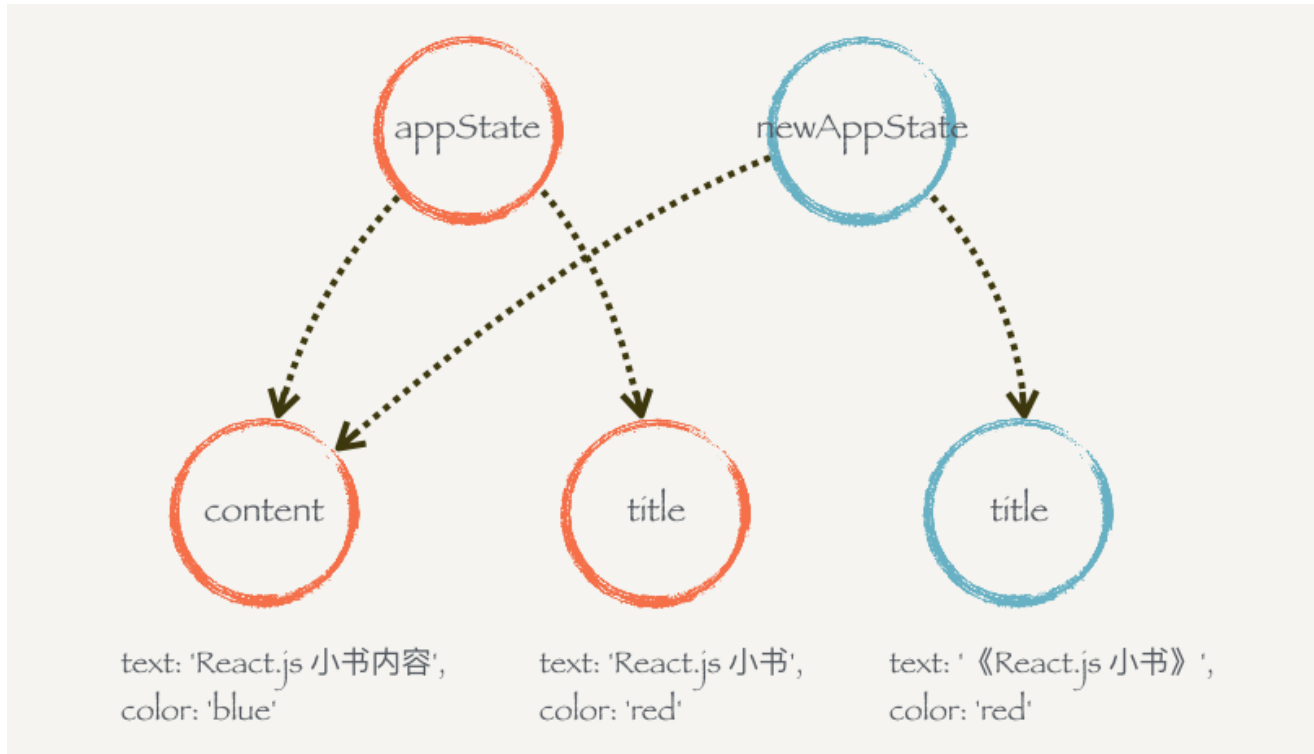 appState
newAppState
content
title
title
text: 'React.js 小书内容',
color: 'blue'
text: 'React.js 小书',
color: 'red'
text: '《React.js 小书》',
color: 'red'